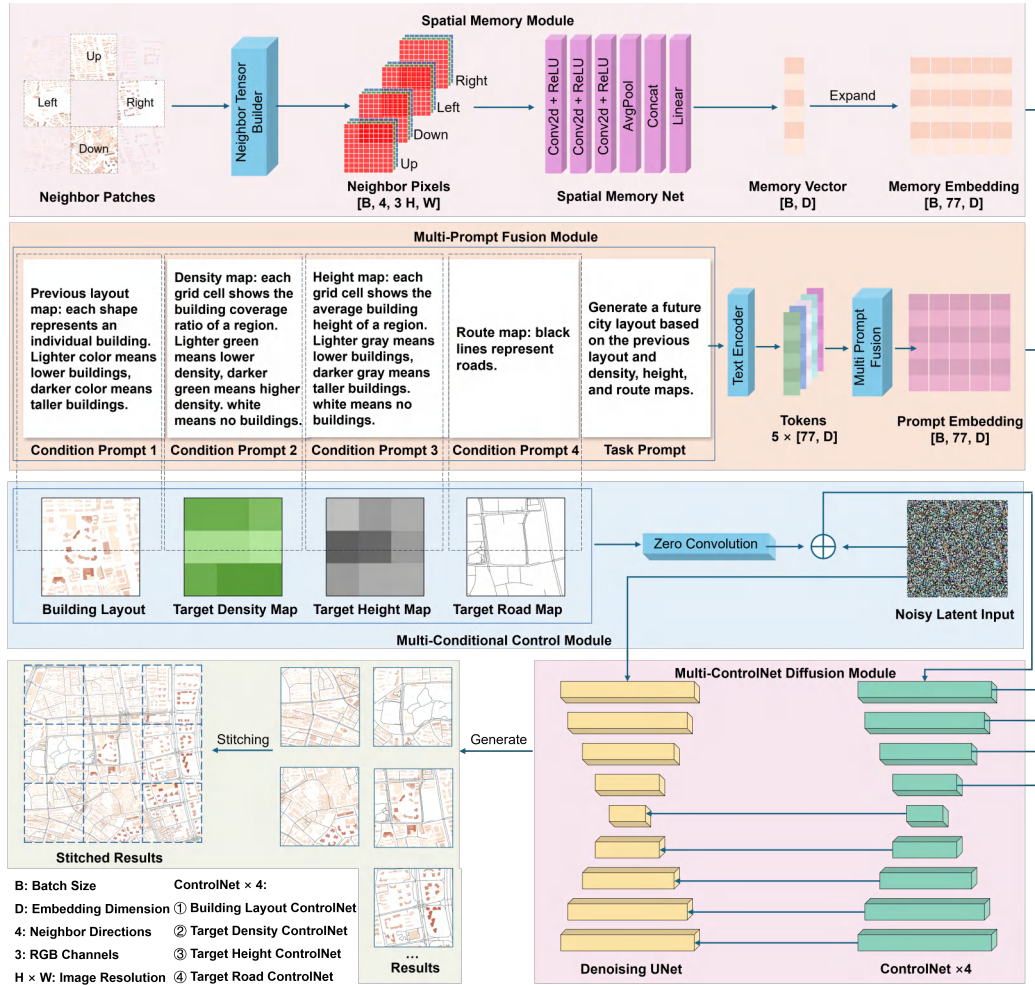 Spatial Memory Module
Up
Left
Right
Down
Neighbor Patches
Neighbor Tensor
Builder
Right
Left
Down
Up
Neighbor Pixels
[B, 4, 3 H, W]
Conv2d + ReLU
Conv2d + ReLU
Conv2d + ReLU
AvgPool
Concat
Linear
Spatial Memory Net
Memory Vector
[B, D]
Expand
Memory Embedding
[B, 77, D]
Multi-Prompt Fusion Module
Previous layout
map: each shape
represents an
individual building.
Lighter color means
lower buildings,
darker color means
taller buildings.
Condition Prompt 1
Density map: each
grid cell shows the
building coverage
ratio of a region.
Lighter green
means lower
density, darker
green means higher
density. white
means no buildings.
Condition Prompt 2
Height map: each
grid cell shows the
average building
height of a region.
Lighter gray means
lower buildings,
darker gray means
taller buildings.
white means no
buildings.
Condition Prompt 3
Route map: black
lines represent
roads.
Condition Prompt 4
Generate a future
city layout based
on the previous
layout and
density, height,
and route maps.
Task Prompt
Text Encoder
Tokens
5 × [77, D]
Multi Prompt
Fusion
Prompt Embedding
[B, 77, D]
Building Layout
Target Density Map
Target Height Map
Target Road Map
Zero Convolution
Noisy Latent Input
Multi-Conditional Control Module
Multi-ControlNet Diffusion Module
Denoising UNet
ControlNet ×4
Generate
Stitching
Stitched Results
...
Results
B: Batch Size
D: Embedding Dimension
4: Neighbor Directions
3: RGB Channels
H × W: Image Resolution
ControlNet × 4:
① Building Layout ControlNet
② Target Density ControlNet
③ Target Height ControlNet
④ Target Road ControlNet